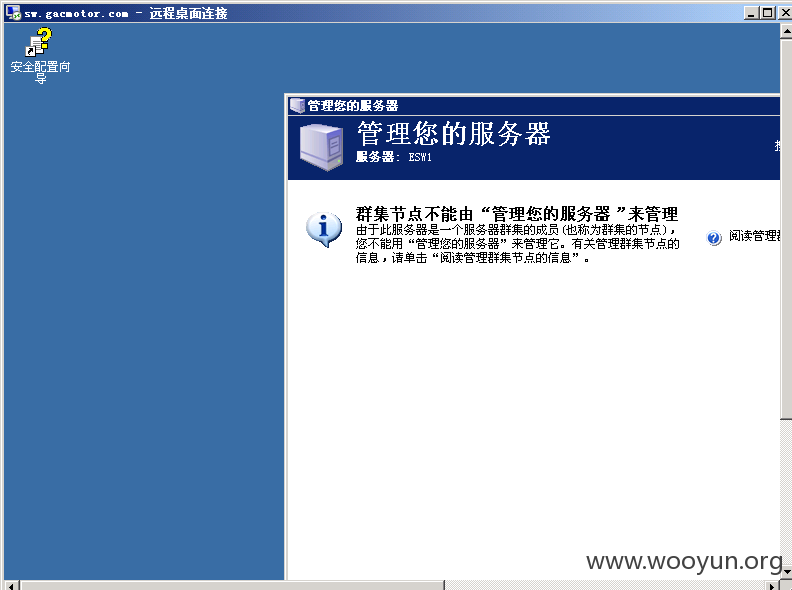 sw.gacmotor.com - 远程桌面连接
安全配置向
导
管理您的服务器
管理您的服务器
服务器: ESW1
群集节点不能由“管理您的服务器 ”来管理
由于此服务器是一个服务器群集的成员(也称为群集的节点)，
您不能用“管理您的服务器”来管理它。有关管理群集节点的
信息，请单击“阅读管理群集节点的信息”。
阅读管理
www.wooyun.org